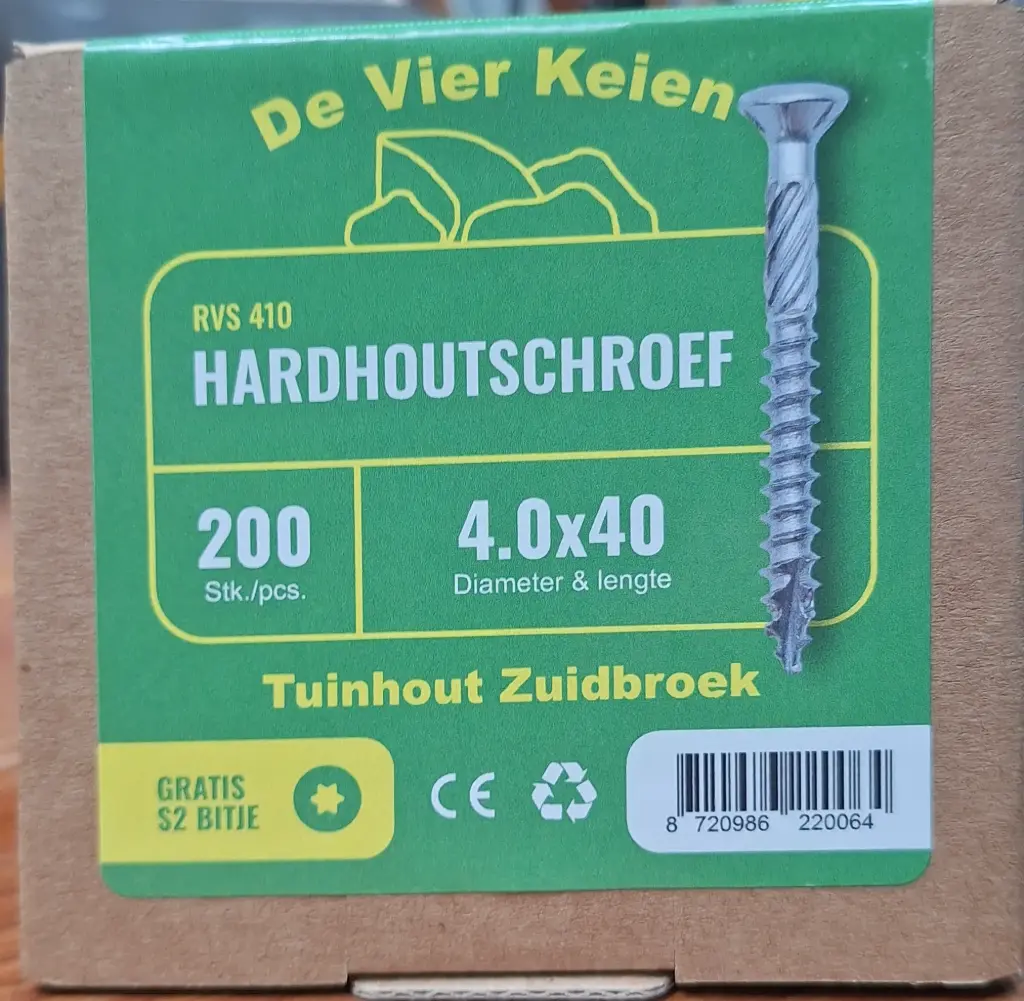 De Vier Keien
RVS 410
HARDHOUTSCHROEF
200
Stk./pcs.
4.0x40
Diameter & lengte
Tuinhout Zuidbroek
GRATIS
S2 BITJE
CE
8 720986 220064